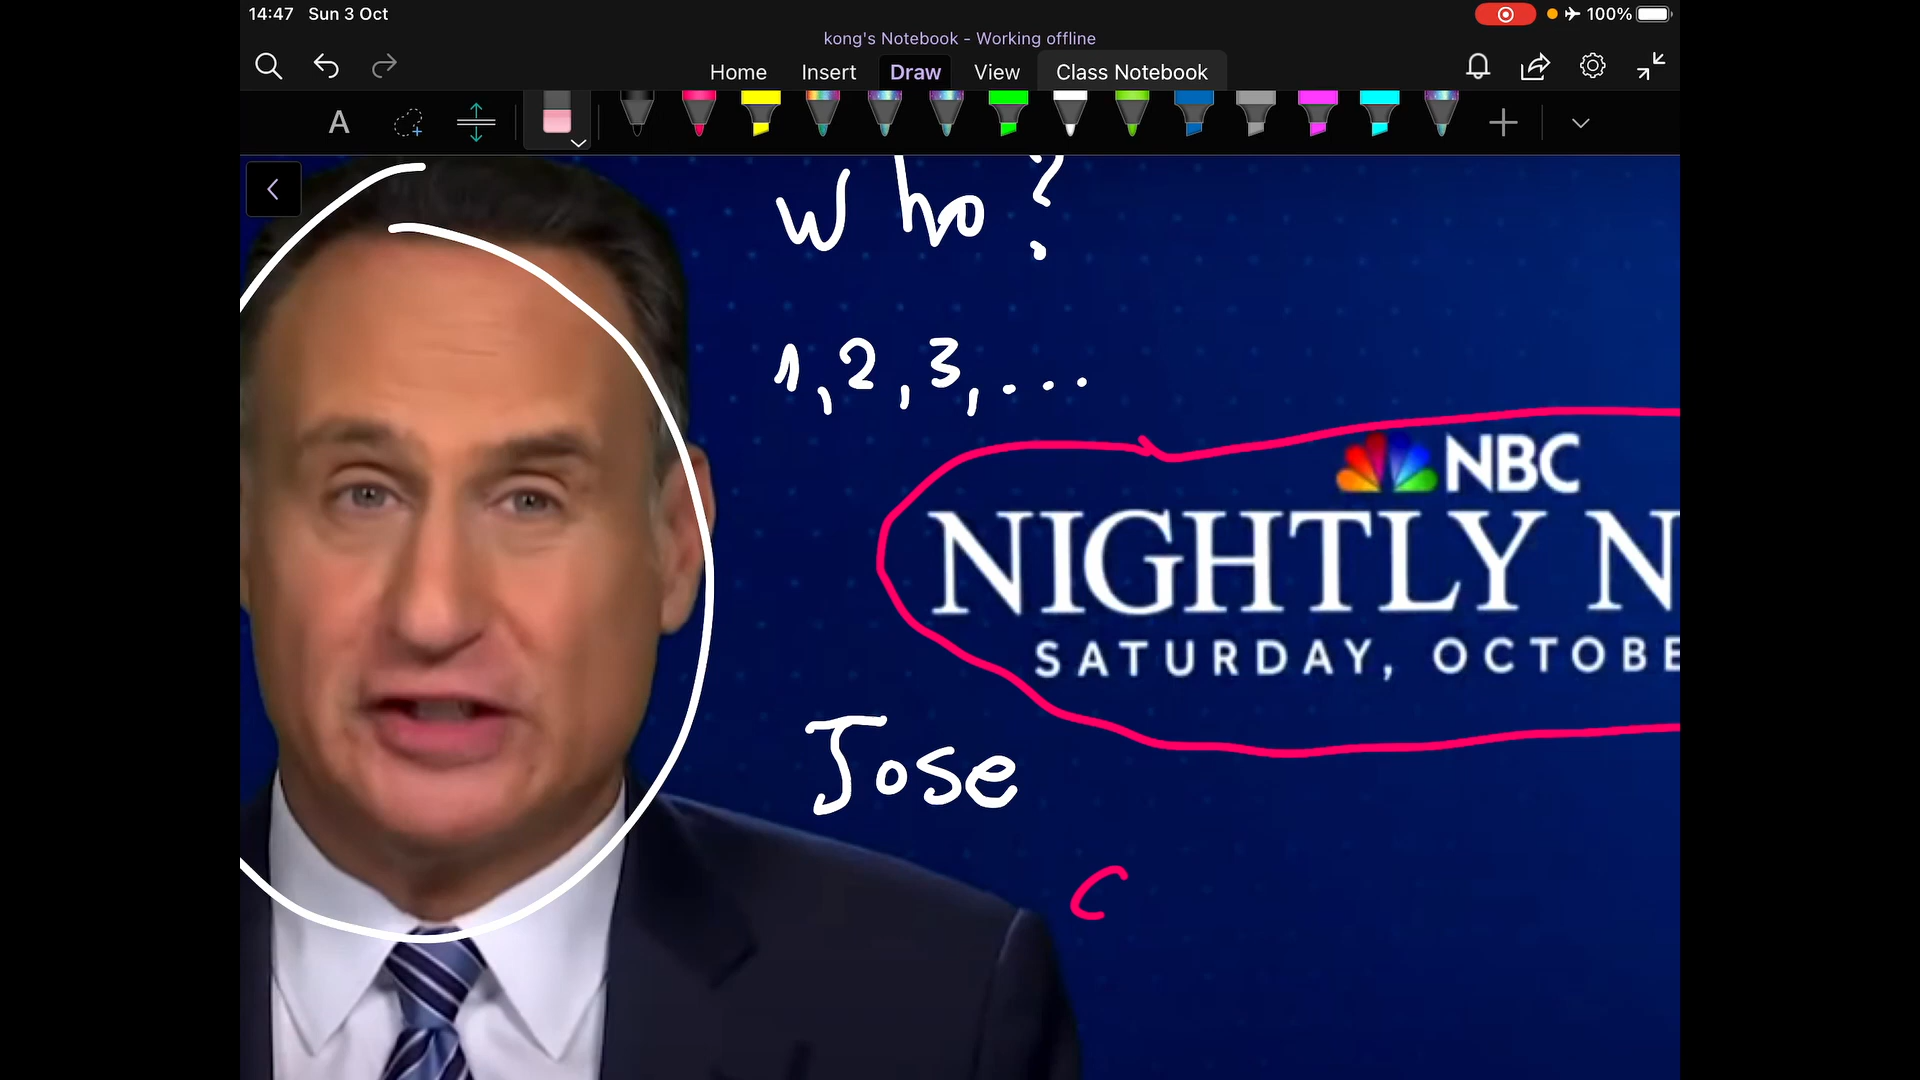 14:47 Sun 3 Oct 100%
kong's Notebook - Working offline
Home Insert Draw View Class Notebook
A
Who?
1, 2, 3, ...
NBC
NIGHTLY N
SATURDAY, OCTOBE
Jose
C